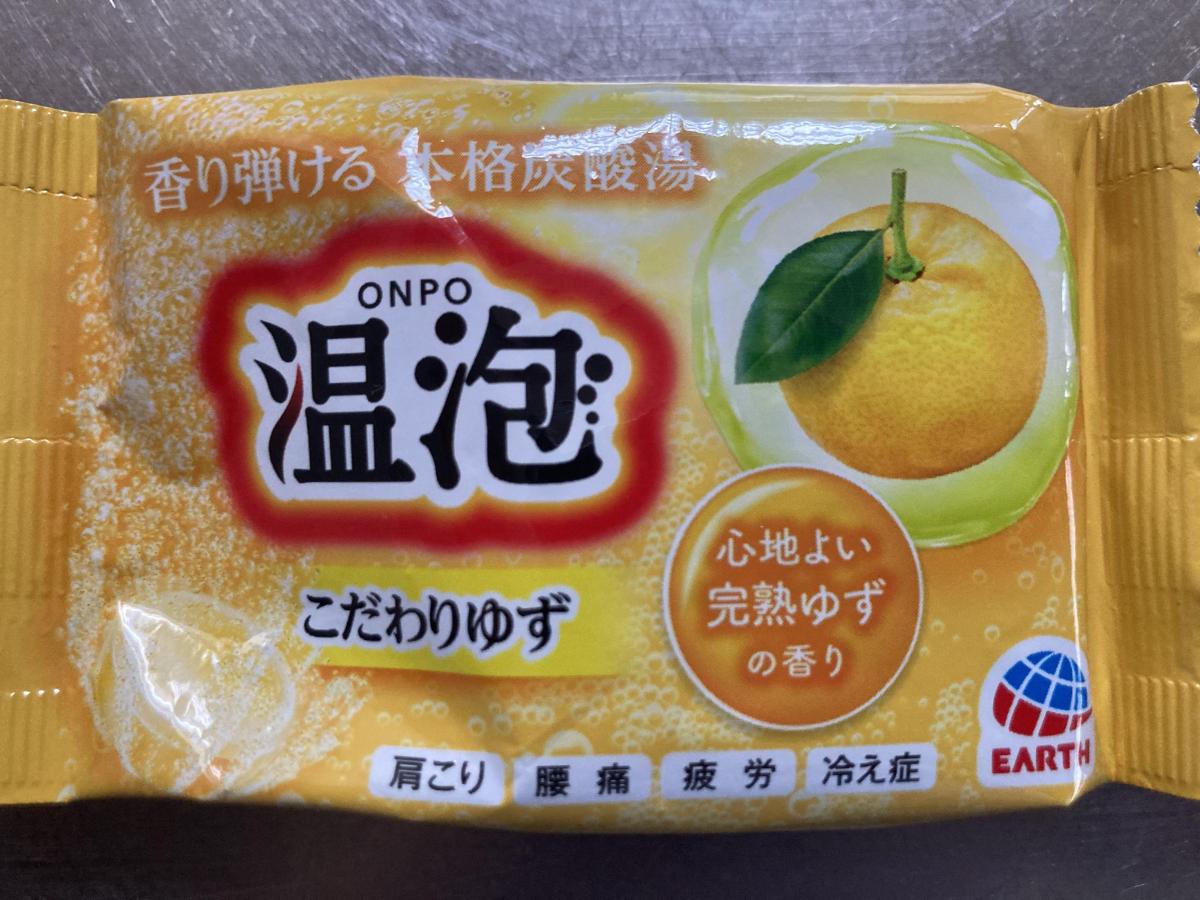 香り弾ける 本格炭酸湯
ONPO
温泡
こだわりゆず
心地よい
完熟ゆず
の香り
肩こり 腰痛 疲労 冷え症
EARTH